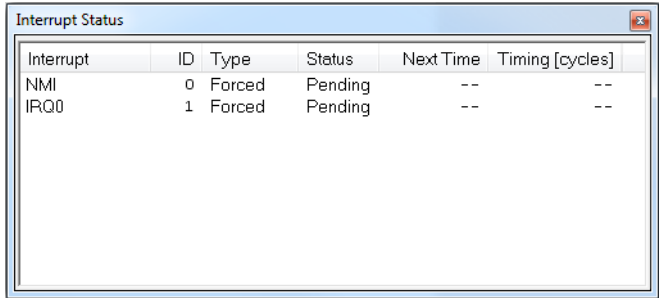 Interrupt Status
Interrupt ID Type Status Next Time Timing [cycles]
NMI 0 Forced Pending -- --
IRQ0 1 Forced Pending -- --